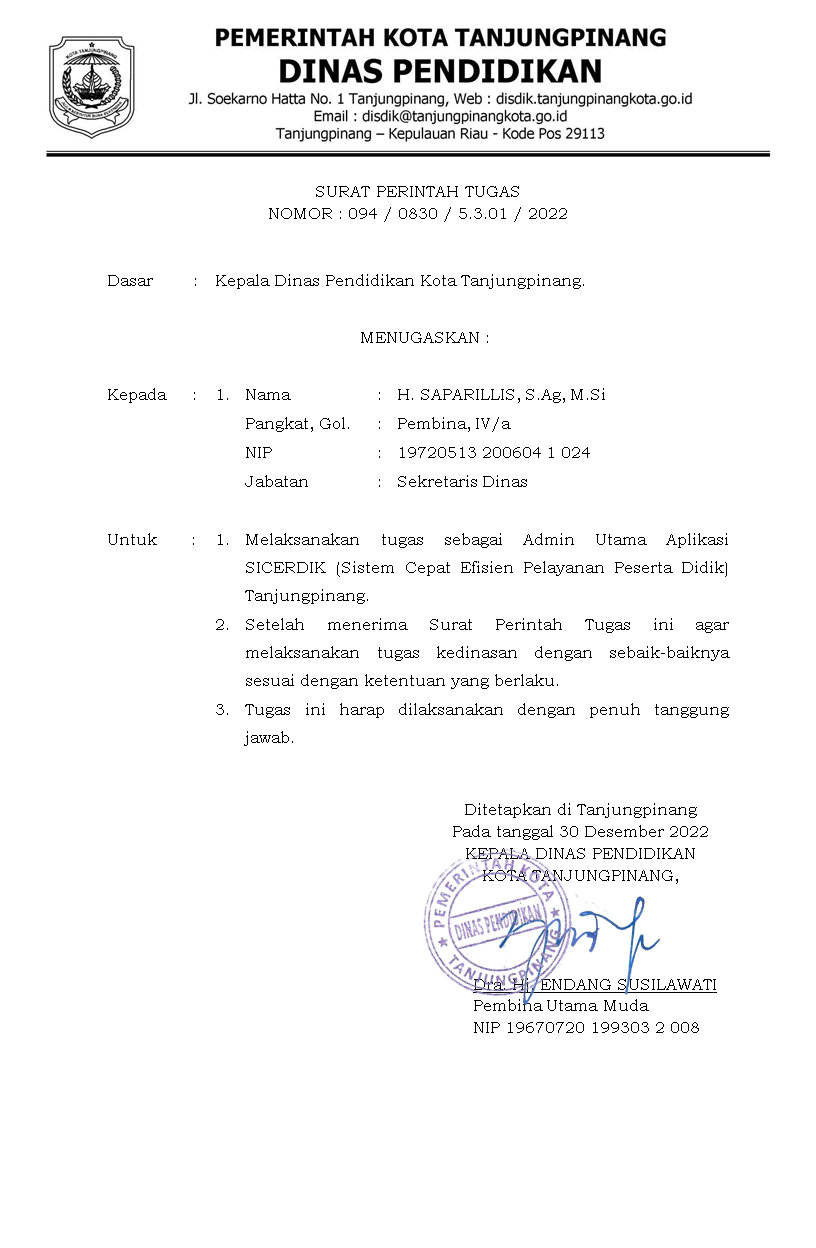 PEMERINTAH KOTA TANJUNGPINANG
DINAS PENDIDIKAN
Jl. Soekarno Hatta No. 1 Tanjungpinang, Web : disdik.tanjungpinangkota.go.id
Email : disdik@tanjungpinangkota.go.id
Tanjungpinang – Kepulauan Riau - Kode Pos 29113
KOTA TANJUNGPINANG
SURAT PERINTAH TUGAS
NOMOR : 094 / 0830 / 5.3.01 / 2022
Dasar : Kepala Dinas Pendidikan Kota Tanjungpinang.
MENUGASKAN :
Kepada : 1. Nama : H. SAPARILLIS, S.Ag, M.Si
Pangkat, Gol. : Pembina, IV/a
NIP : 19720513 200604 1 024
Jabatan : Sekretaris Dinas
Untuk : 1. Melaksanakan tugas sebagai Admin Utama Aplikasi
SICERDIK (Sistem Cepat Efisien Pelayanan Peserta Didik)
Tanjungpinang.
2. Setelah menerima Surat Perintah Tugas ini agar
melaksanakan tugas kedinasan dengan sebaik-baiknya
sesuai dengan ketentuan yang berlaku.
3. Tugas ini harap dilaksanakan dengan penuh tanggung
jawab.
Ditetapkan di Tanjungpinang
Pada tanggal 30 Desember 2022
KEPALA DINAS PENDIDIKAN
KOTA TANJUNGPINANG,
PEMERINTAH KOTA
DINAS PENDIDIKAN
TANJUNGPINANG
Dra. Hj. ENDANG SUSILAWATI
Pembina Utama Muda
NIP 19670720 199303 2 008